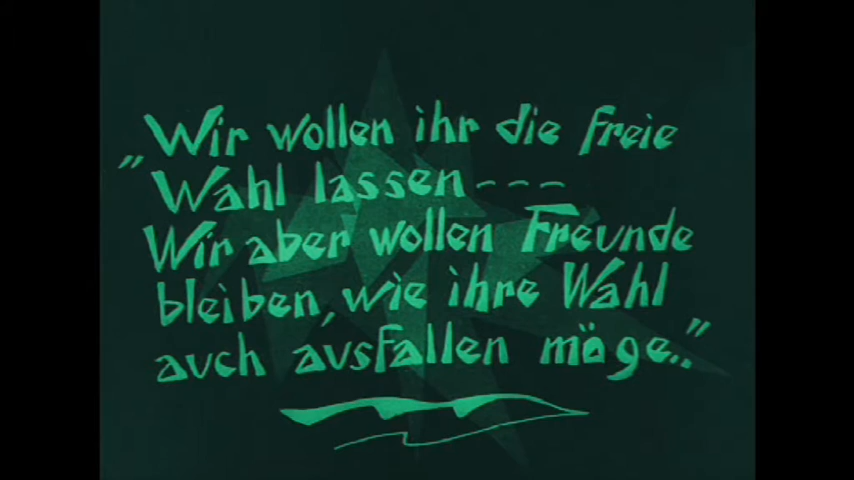 „Wir wollen ihr die freie
Wahl lassen---
Wir aber wollen Freunde
bleiben, wie ihre Wahl
auch ausfallen möge.."